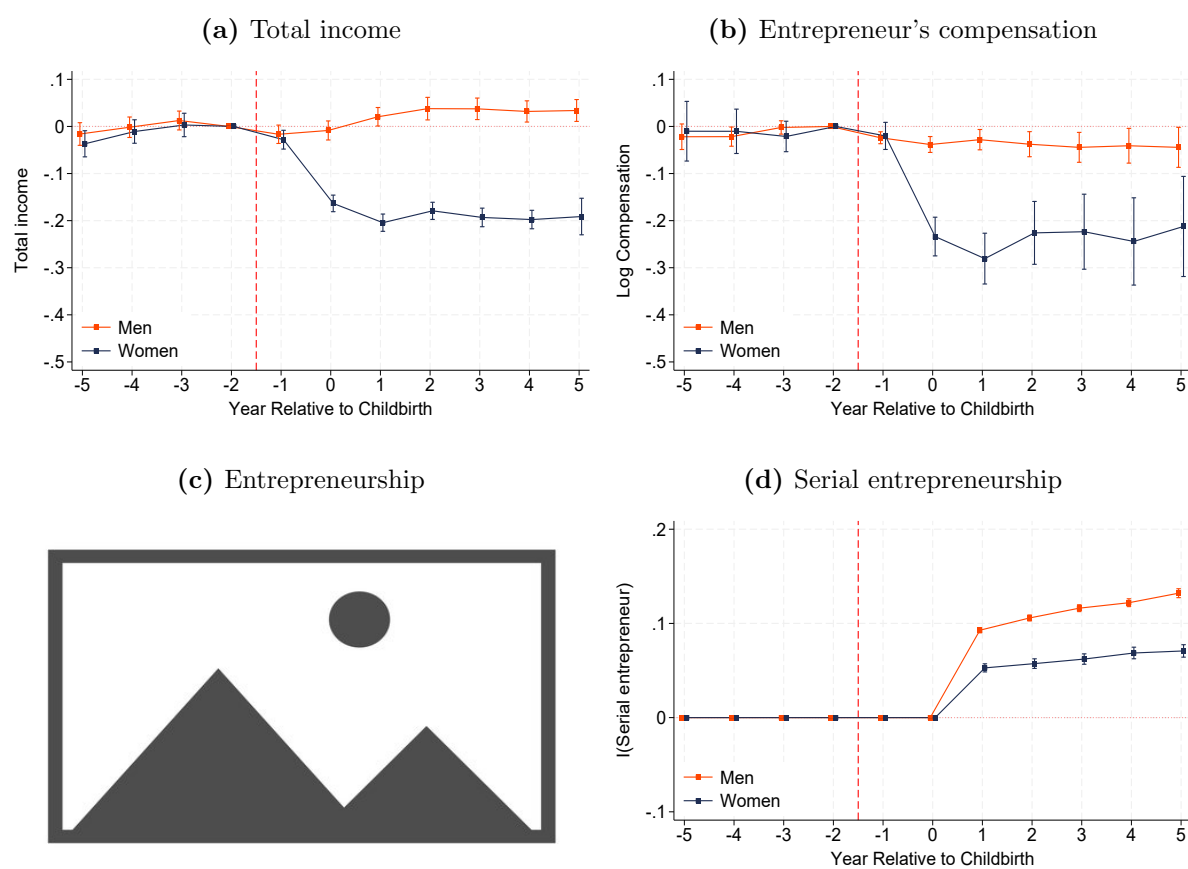 (a) Total income
.1
0
-.1
-.2
-.3
-.4
-.5
Total income
Men
Women
-5 -4 -3 -2 -1 0 1 2 3 4 5
Year Relative to Childbirth
(b) Entrepreneur's compensation
.1
0
-.1
-.2
-.3
-.4
-.5
Log Compensation
Men
Women
-5 -4 -3 -2 -1 0 1 2 3 4 5
Year Relative to Childbirth
(c) Entrepreneurship
(d) Serial entrepreneurship
.2
.1
0
-.1
I(Serial entrepreneur)
Men
Women
-5 -4 -3 -2 -1 0 1 2 3 4 5
Year Relative to Childbirth